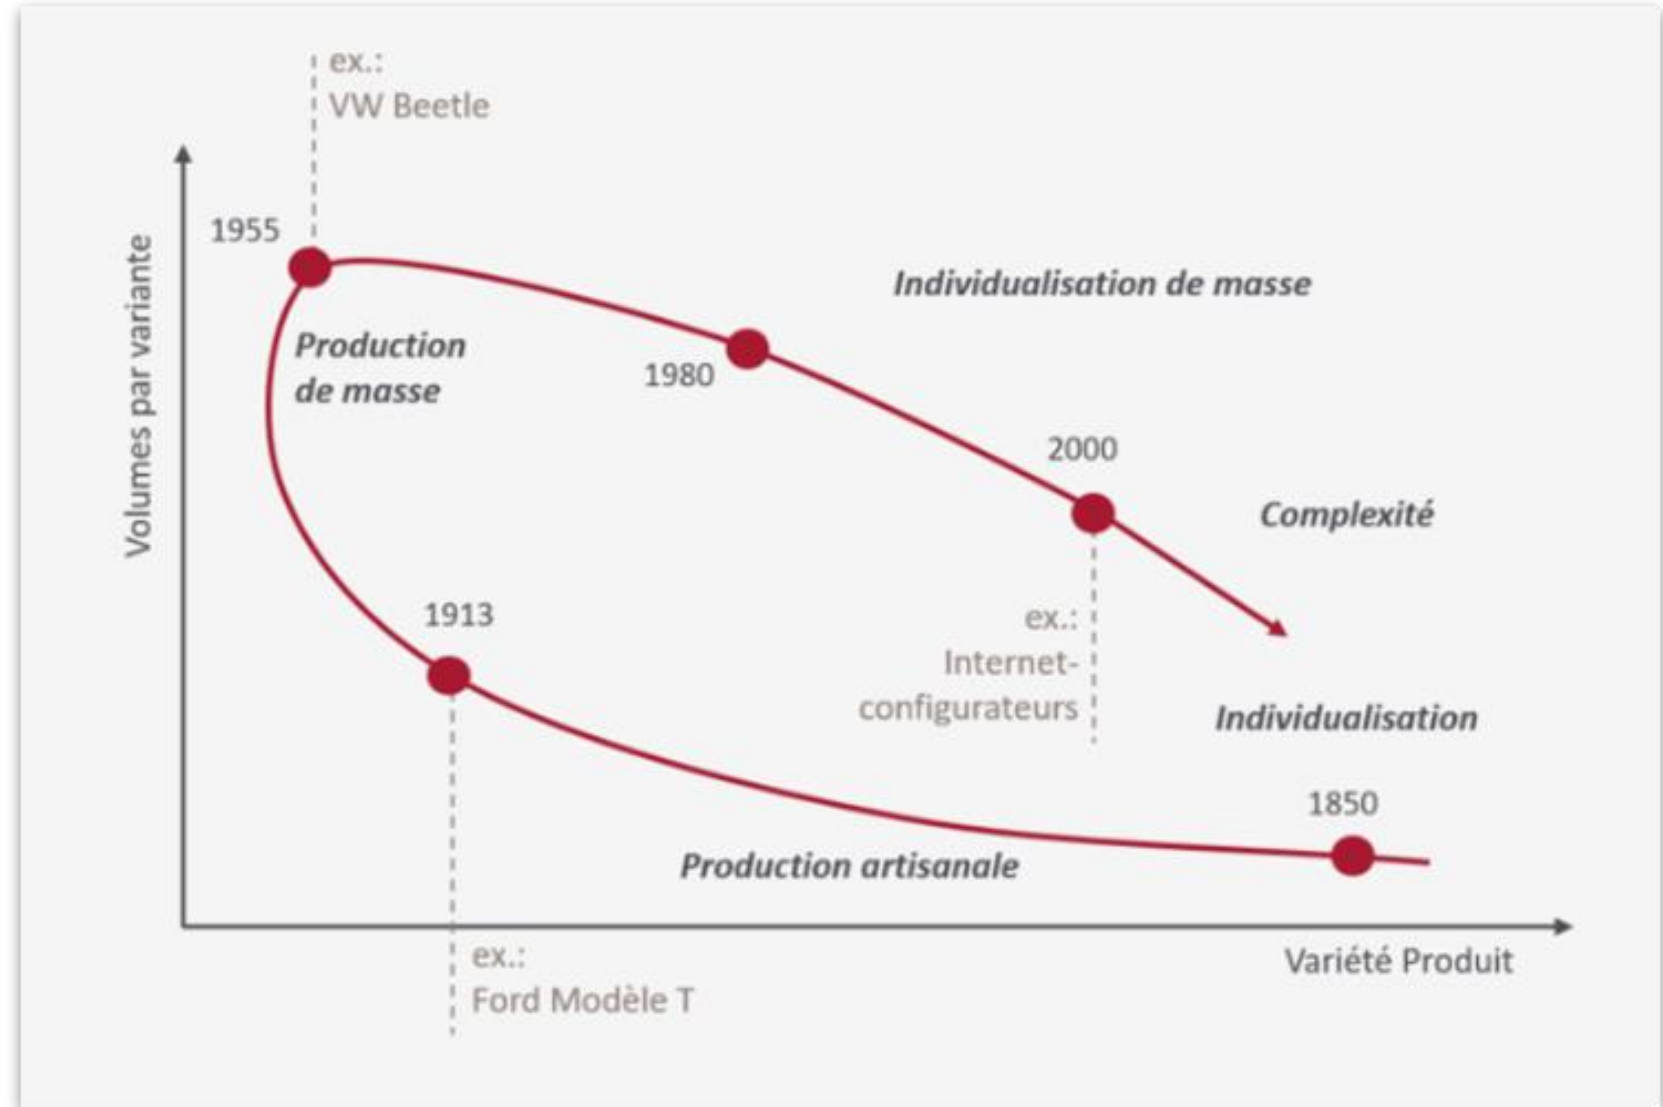 ex.:
VW Beetle
1955
Volumes par variante
Individualisation de masse
Production
de masse
1980
2000
Complexité
1913
ex.:
Internet-
configurateurs
Individualisation
1850
Production artisanale
ex.:
Ford Modèle T
Variété Produit